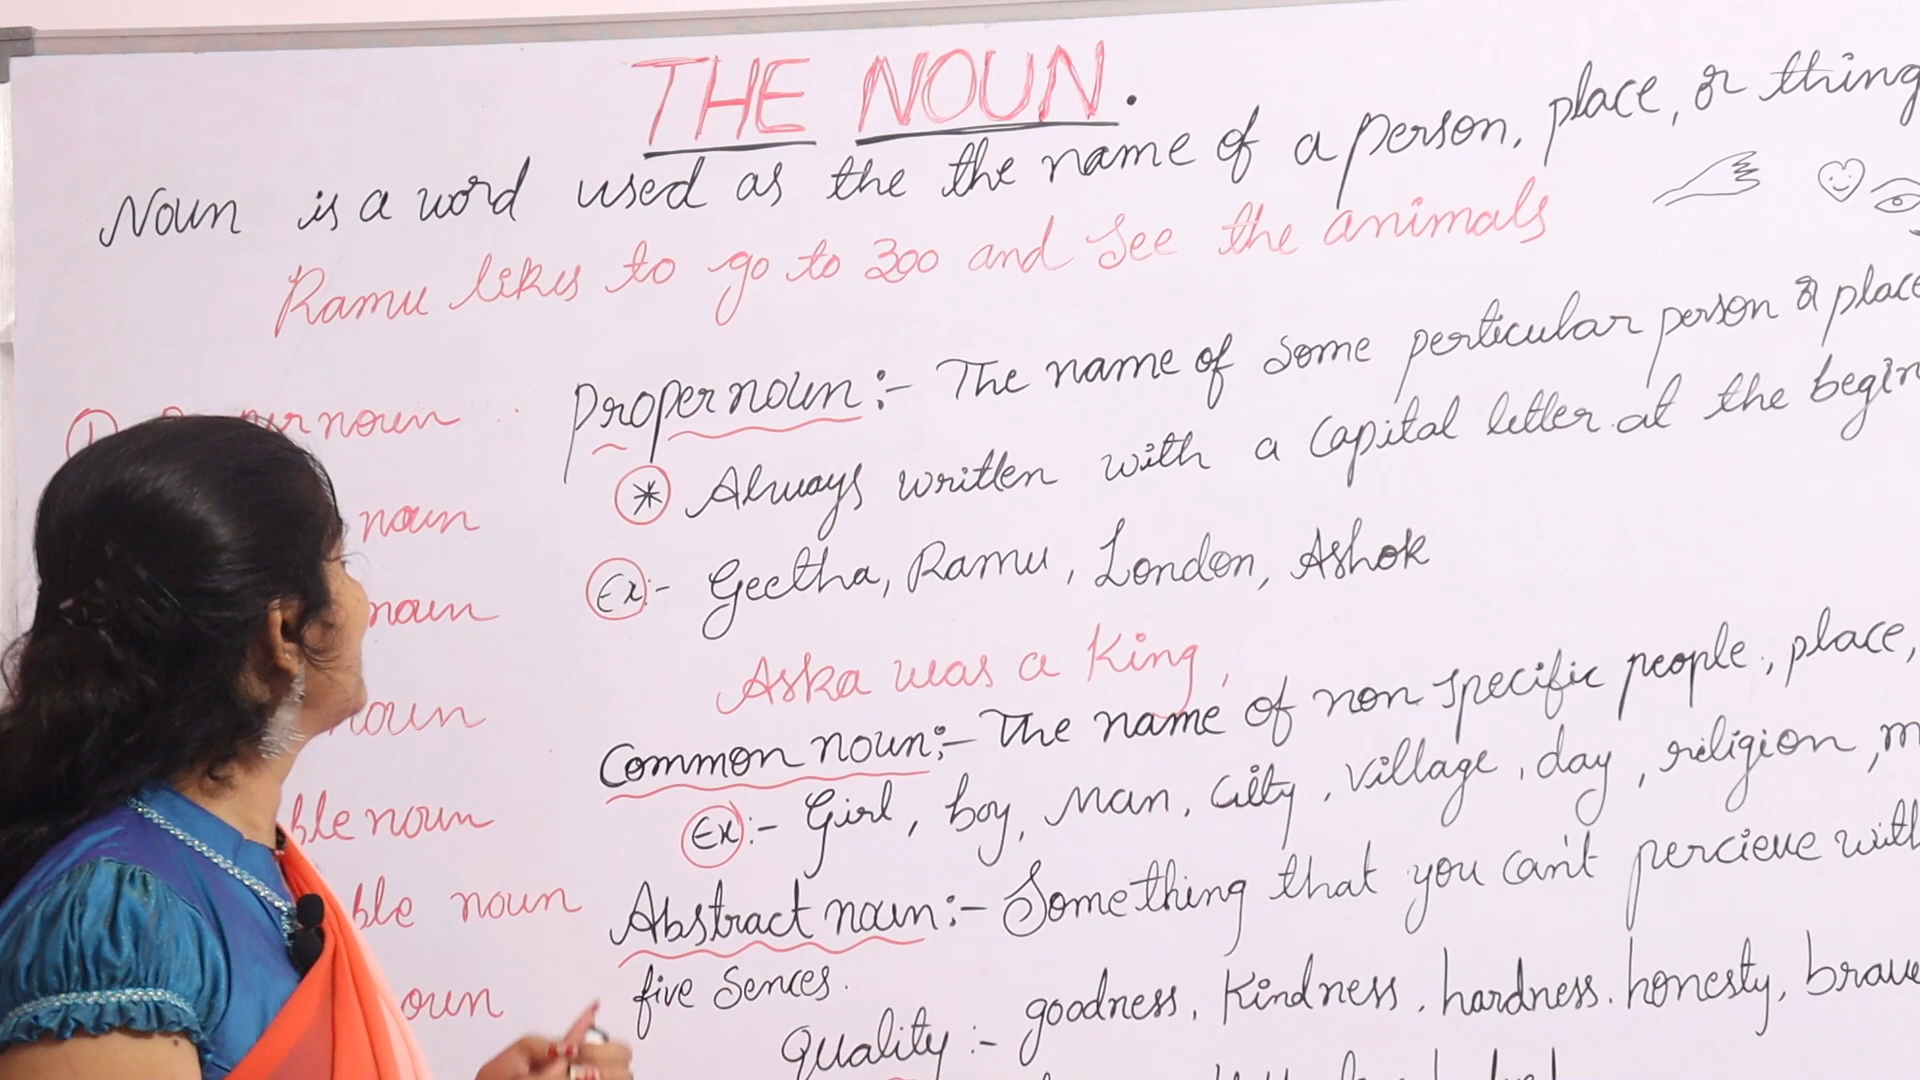 THE NOUN.
Noun is a word used as the the name of a person, place, or thing
Ramu likes to go to zoo and see the animals
noun
noun
noun
noun
ble noun
ble noun
oun
Proper noun:- The name of some perticular person or place
* Always written with a capital letter at the begin
Ex:- Geetha, Ramu, London, Ashok
Aska was a King,
Common noun:- The name of non specific people, place,
Ex:- Girl, boy, Man, City, Village, day, religion, m
Abstract noun:- Something that you can't percieve with
five Sences.
Quality:- goodness, Kindness, hardness. honesty, brave